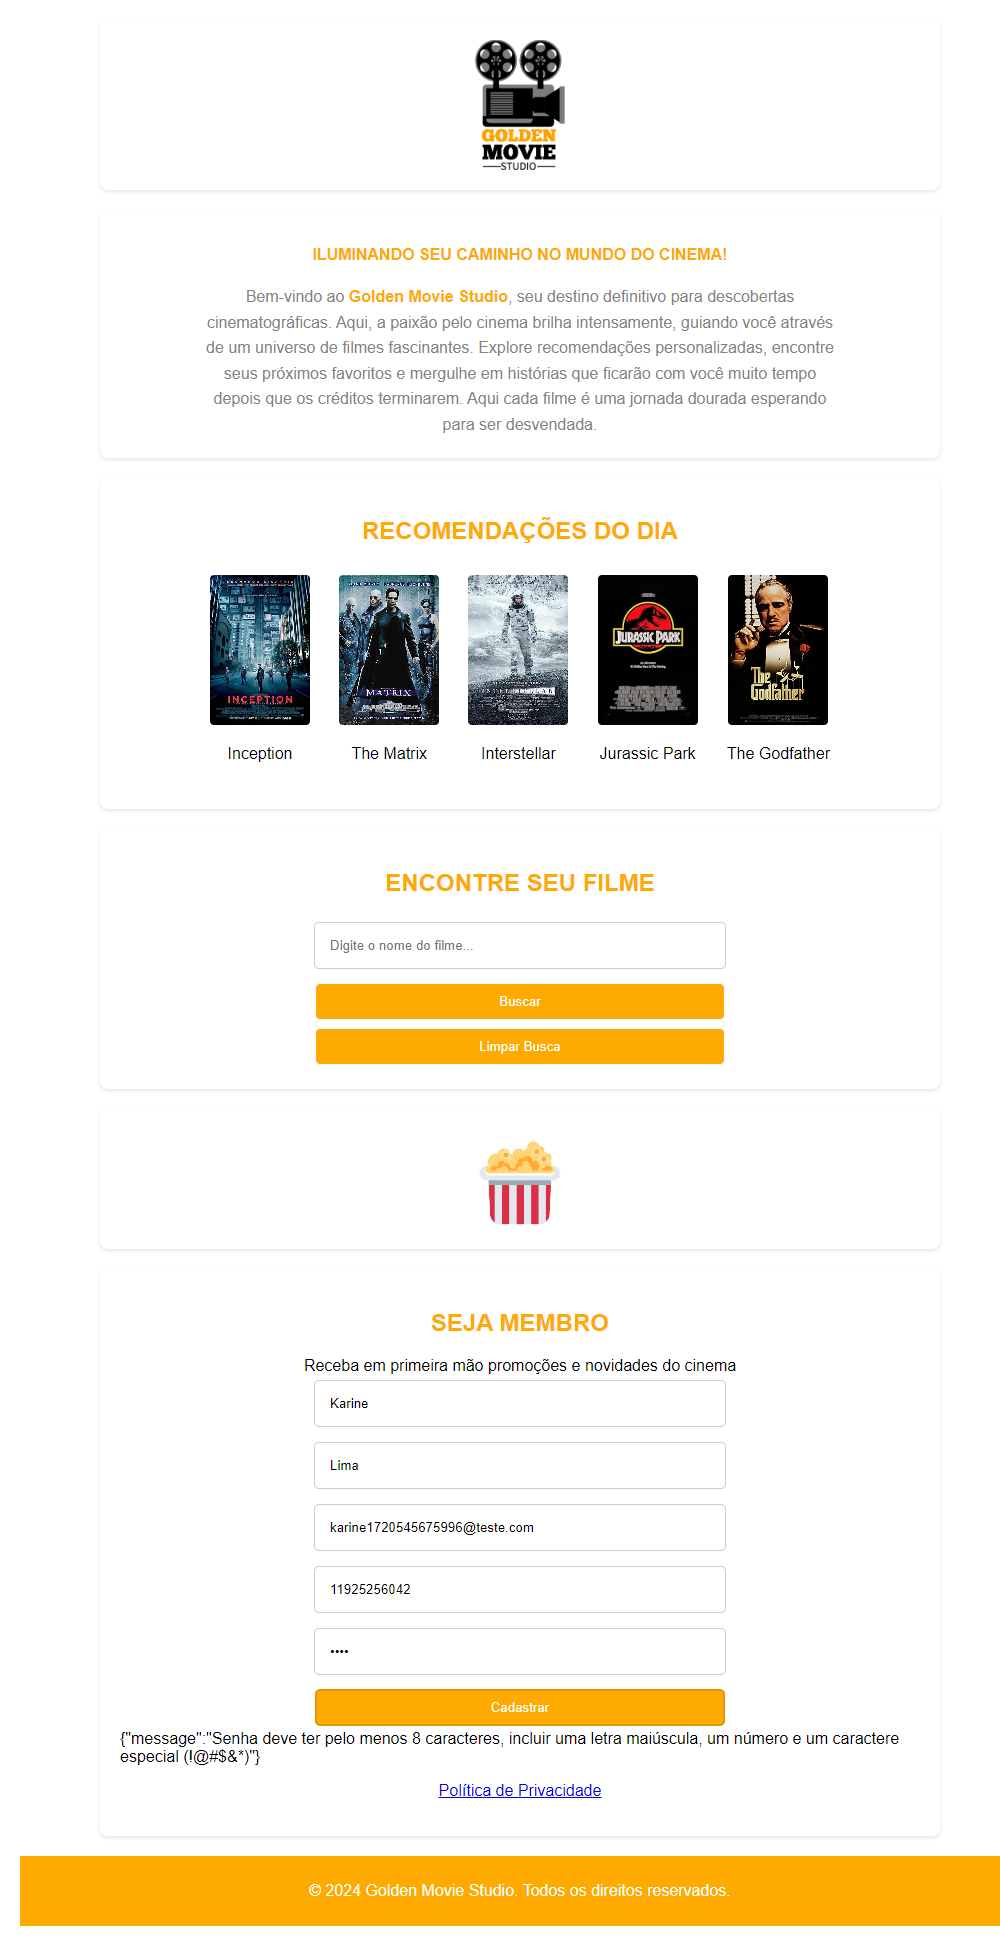 GOLDEN
MOVIE
STUDIO
ILUMINANDO SEU CAMINHO NO MUNDO DO CINEMA!
Bem-vindo ao Golden Movie Studio, seu destino definitivo para descobertas
cinematográficas. Aqui, a paixão pelo cinema brilha intensamente, guiando você através
de um universo de filmes fascinantes. Explore recomendações personalizadas, encontre
seus próximos favoritos e mergulhe em histórias que ficarão com você muito tempo
depois que os créditos terminarem. Aqui cada filme é uma jornada dourada esperando
para ser desvendada.
RECOMENDAÇÕES DO DIA
INCEPTION
MATRIX
INTERSTELLAR
JURASSIC PARK
The
Godfather
Inception
The Matrix
Interstellar
Jurassic Park
The Godfather
ENCONTRE SEU FILME
Digite o nome do filme...
Buscar
Limpar Busca
SEJA MEMBRO
Receba em primeira mão promoções e novidades do cinema
Karine
Lima
karine1720545675996@teste.com
11925256042
••••
Cadastrar
{"message":"Senha deve ter pelo menos 8 caracteres, incluir uma letra maiúscula, um número e um caractere
especial (!@#$&*)"}
Política de Privacidade
© 2024 Golden Movie Studio. Todos os direitos reservados.